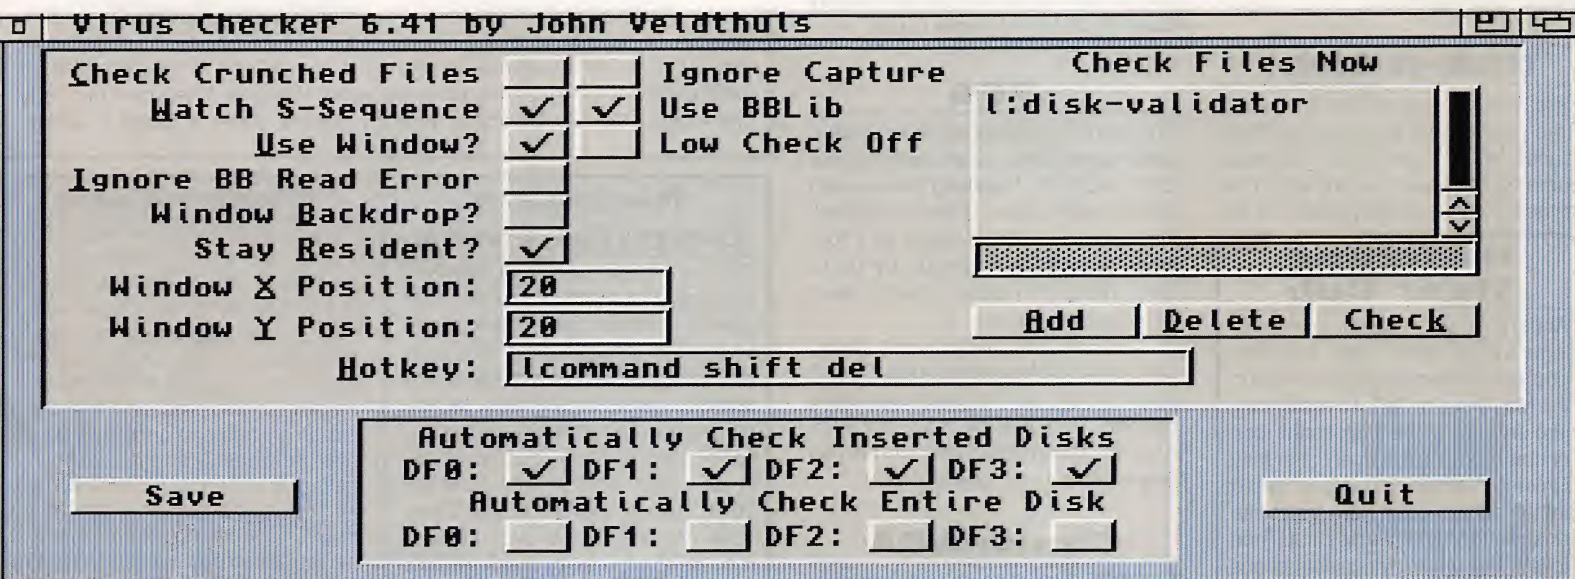 Virus Checker 6.41 by John Veldthuis
Check Crunched Files
Ignore Capture
Watch S-Sequence
Use BBLib
Use Window?
Low Check Off
Ignore BB Read Error
Window Backdrop?
Stay Resident?
Window X Position: 20
Window Y Position: 20
Hotkey: lcommand shift del
Check Files Now
l:disk-validator
Add Delete Check
Automatically Check Inserted Disks
DF0: DF1: DF2: DF3:
Automatically Check Entire Disk
DF0: DF1: DF2: DF3:
Save
Quit